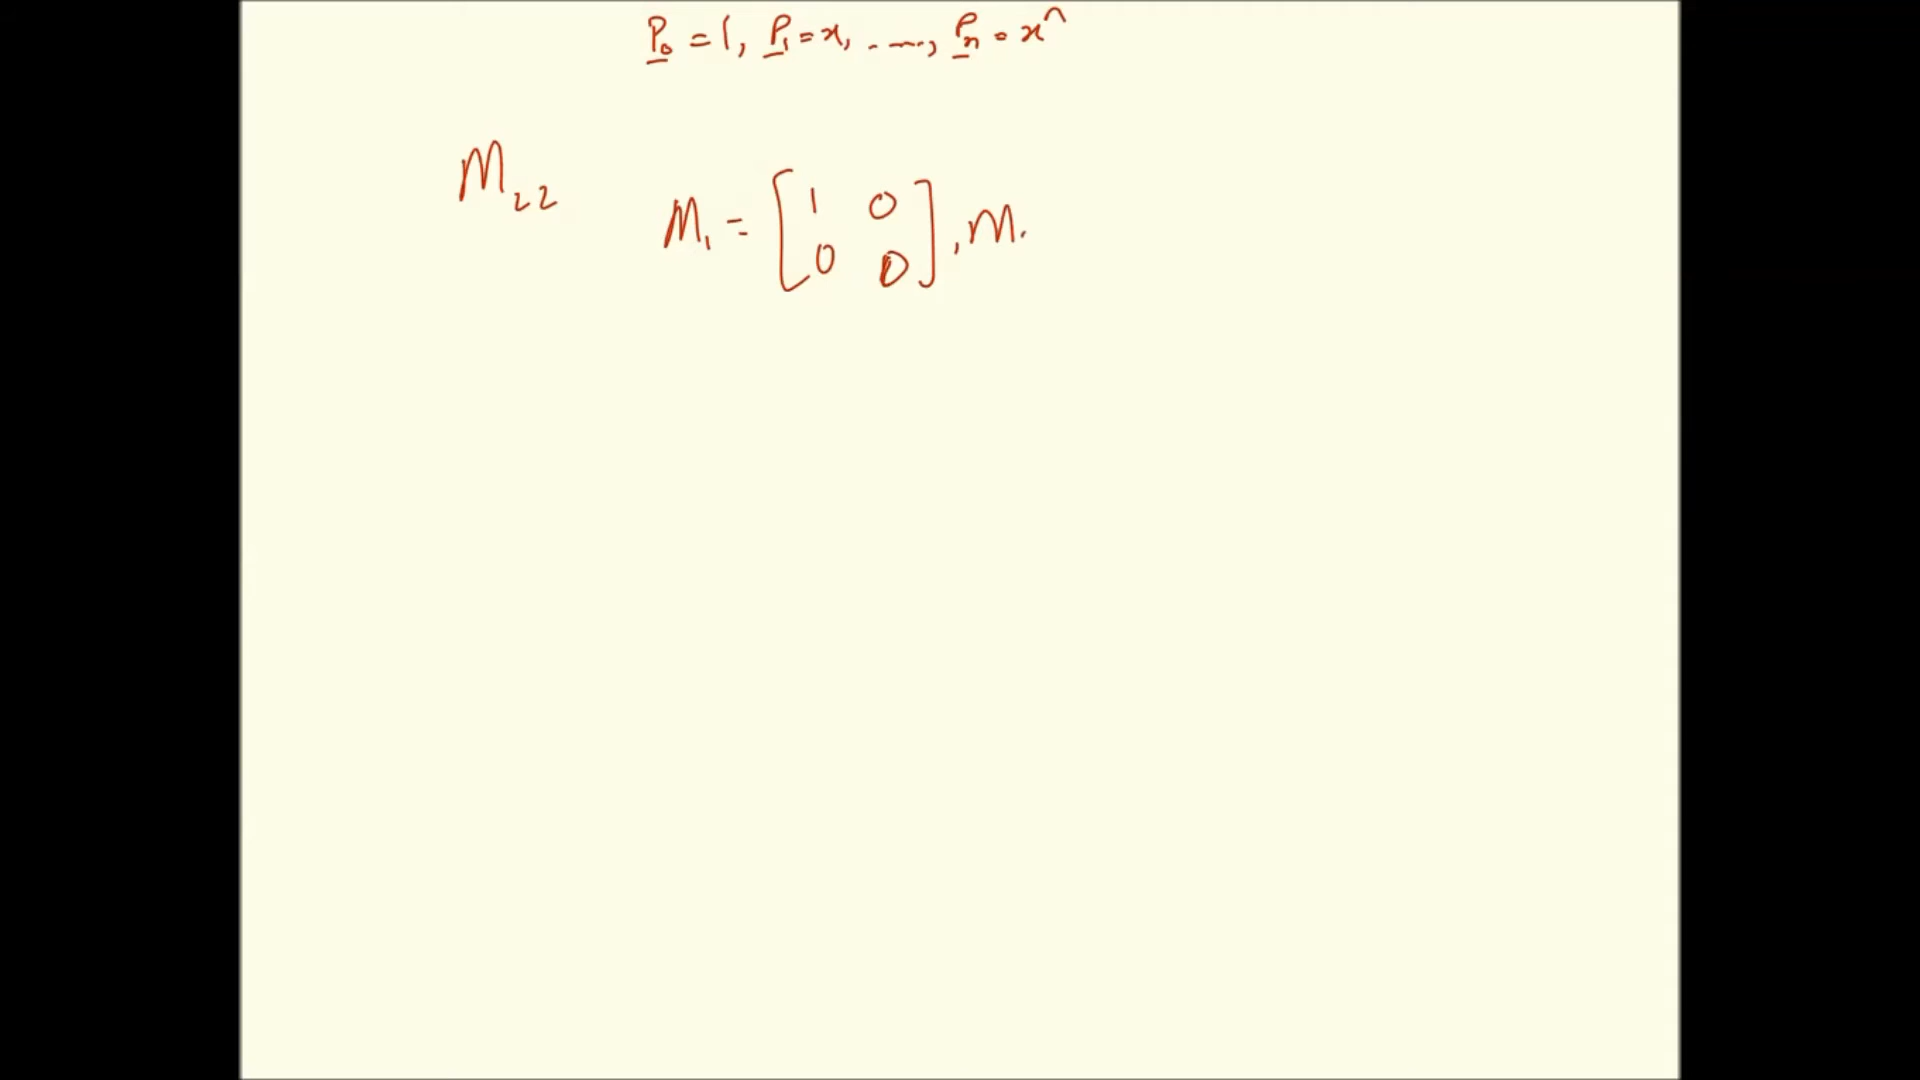 P₀ = 1, P₁ = x, ....., Pₙ = xⁿ
M₂₂ M₁ = [1 0
0 0], M.